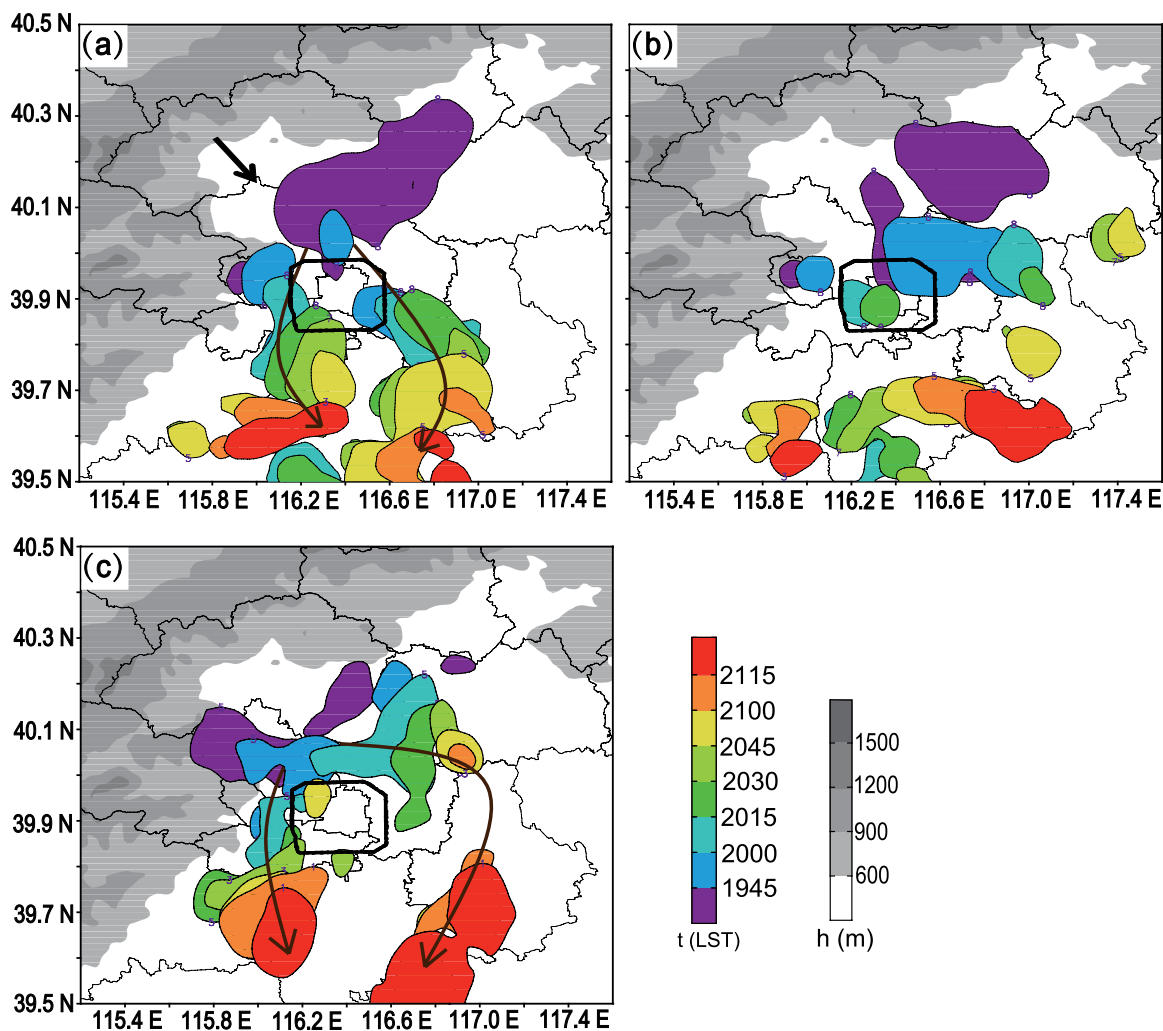 (a)
40.5 N
40.3 N
40.1 N
39.9 N
39.7 N
39.5 N
115.4 E 115.8 E 116.2 E 116.6 E 117.0 E 117.4 E
(b)
115.4 E 115.8 E 116.2 E 116.6 E 117.0 E 117.4 E
(c)
40.5 N
40.3 N
40.1 N
39.9 N
39.7 N
39.5 N
115.4 E 115.8 E 116.2 E 116.6 E 117.0 E 117.4 E
2115
2100
2045
2030
2015
2000
1945
t (LST)
1500
1200
900
600
h (m)